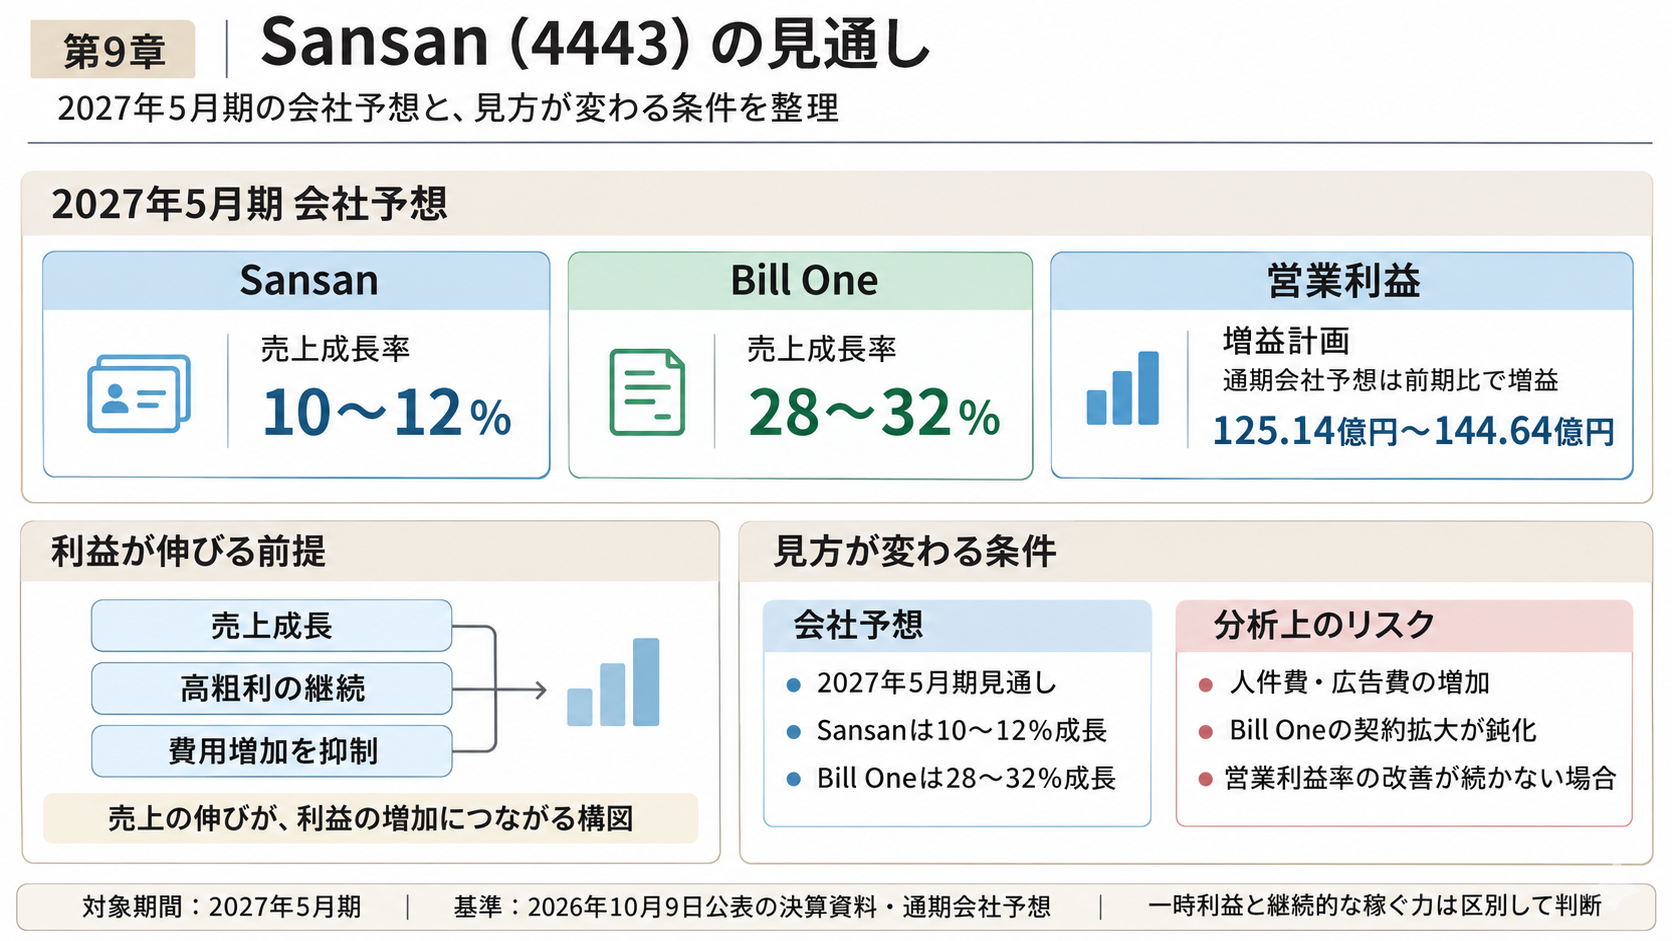 第9章
Sansan（4443）の見通し
2027年5月期の会社予想と、見方が変わる条件を整理
2027年5月期 会社予想
Sansan
売上成長率
10～12%
Bill One
売上成長率
28～32%
営業利益
増益計画
通期会社予想は前期比で増益
125.14億円～144.64億円
利益が伸びる前提
売上成長
高粗利の継続
費用増加を抑制
売上の伸びが、利益の増加につながる構図
見方が変わる条件
会社予想
● 2027年5月期見通し
● Sansanは10～12%成長
● Bill Oneは28～32%成長
分析上のリスク
● 人件費・広告費の増加
● Bill Oneの契約拡大が鈍化
● 営業利益率の改善が続かない場合
対象期間：2027年5月期 | 基準：2026年10月9日公表の決算資料・通期会社予想 | 一時利益と継続的な稼ぐ力は区別して判断